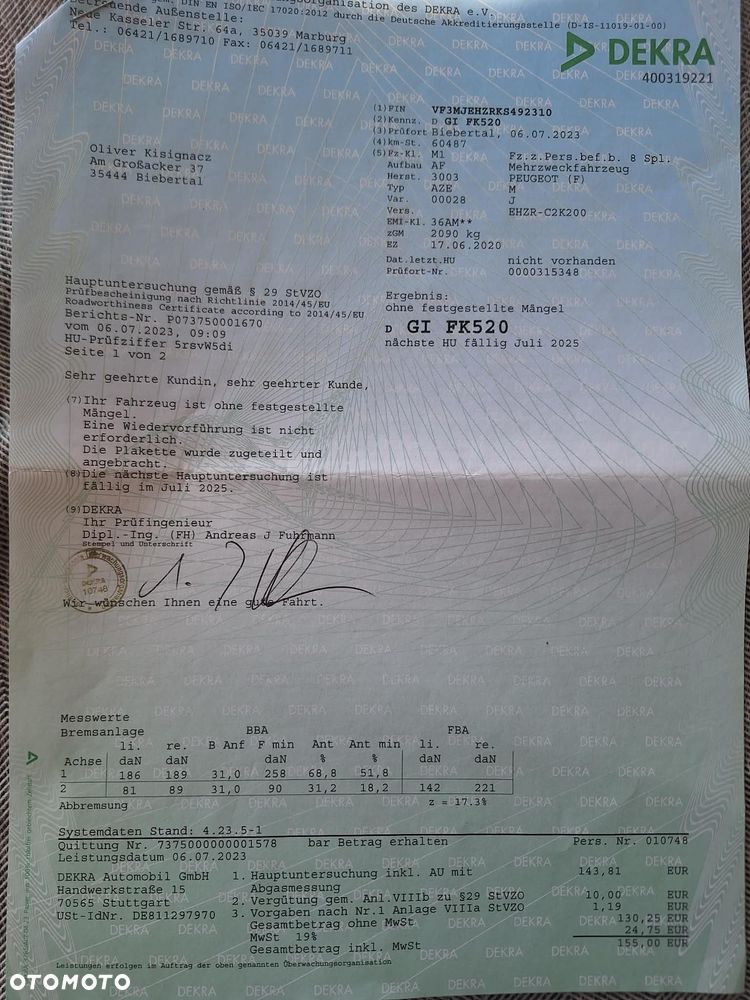 organisation des DEKRA e.V.
gem. DIN EN ISO/IEC 17020:2012 durch die Deutsche Akkreditierungsstelle (D-IS-11019-01-00)
Betreuende Außenstelle:
Neue Kasseler Str. 64a, 35039 Marburg
Tel.: 06421/1689710 Fax: 06421/1689711
DEKRA
400319221
Oliver Kisignacz
Am Großacker 37
35444 Biebertal
(1) FIN VF3MJEHZRKS492310
(2) Kennz. D GI FK520
(3) Prüfort Biebertal, 06.07.2023
(4) km-St. 60487
(5) Fz-Kl. M1 Fz.z.Pers.bef.b. 8 Spl.
Aufbau AF Mehrzweckfahrzeug
Herst. 3003 PEUGEOT (F)
Typ AZE M
Var. 00028 J
Vers. EHZR-C2K200
EMI-Kl. 36AM**
zGM 2090 kg
EZ 17.06.2020
Dat.letzt.HU nicht vorhanden
Prüfort-Nr. 0000315348
Hauptuntersuchung gemäß § 29 StVZO
Prüfbescheinigung nach Richtlinie 2014/45/EU
Roadworthiness Certificate according to 2014/45/EU
Berichts-Nr. P073750001670
vom 06.07.2023, 09:09
HU-Prüfziffer 5rsvW5di
Seite 1 von 2
Ergebnis:
ohne festgestellte Mängel
D GI FK520
nächste HU fällig Juli 2025
Sehr geehrte Kundin, sehr geehrter Kunde,
(7) Ihr Fahrzeug ist ohne festgestellte
Mängel.
Eine Wiedervorführung ist nicht
erforderlich.
Die Plakette wurde zugeteilt und
angebracht.
(8) Die nächste Hauptuntersuchung ist
fällig im Juli 2025.
(9) DEKRA
Ihr Prüfingenieur
Dipl.-Ing. (FH) Andreas J Fuhrmann
Stempel und Unterschrift
DEKRA
10748
Wir wünschen Ihnen eine gute Fahrt.
Messwerte
Bremsanlage BBA FBA
li. re. B Anf F min Ant Ant min li. re.
Achse daN daN daN daN % % daN daN
1 186 189 31,0 258 68,8 51,8
2 81 89 31,0 90 31,2 18,2 142 221
Abbremsung z = 17.3%
Systemdaten Stand: 4.23.5-1
Quittung Nr. 7375000000001578 bar Betrag erhalten Pers. Nr. 010748
Leistungsdatum 06.07.2023
DEKRA Automobil GmbH
Handwerkstraße 15
70565 Stuttgart
USt-IdNr. DE811297970
1. Hauptuntersuchung inkl. AU mit 143,81 EUR
Abgasmessung
2. Vergütung gem. Anl.VIIIb zu §29 StVZO 10,00 EUR
3. Vorgaben nach Nr.1 Anlage VIIIa StVZO 1,19 EUR
Gesamtbetrag ohne MwSt 130,25 EUR
MwSt 19% 24,75 EUR
Gesamtbetrag inkl. MwSt 155,00 EUR
Leistungen erfolgen im Auftrag der oben genannten Überwachungsorganisation
OTOMOTO